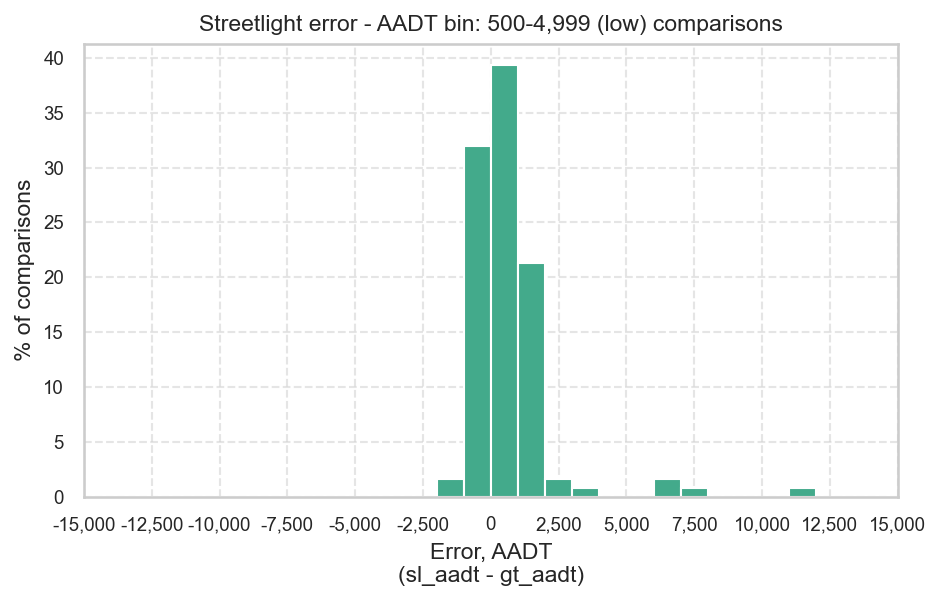 Streetlight error - AADT bin: 500-4,999 (low) comparisons
% of comparisons
40
35
30
25
20
15
10
5
0
-15,000 -12,500 -10,000 -7,500 -5,000 -2,500 0 2,500 5,000 7,500 10,000 12,500 15,000
Error, AADT
(sl_aadt - gt_aadt)